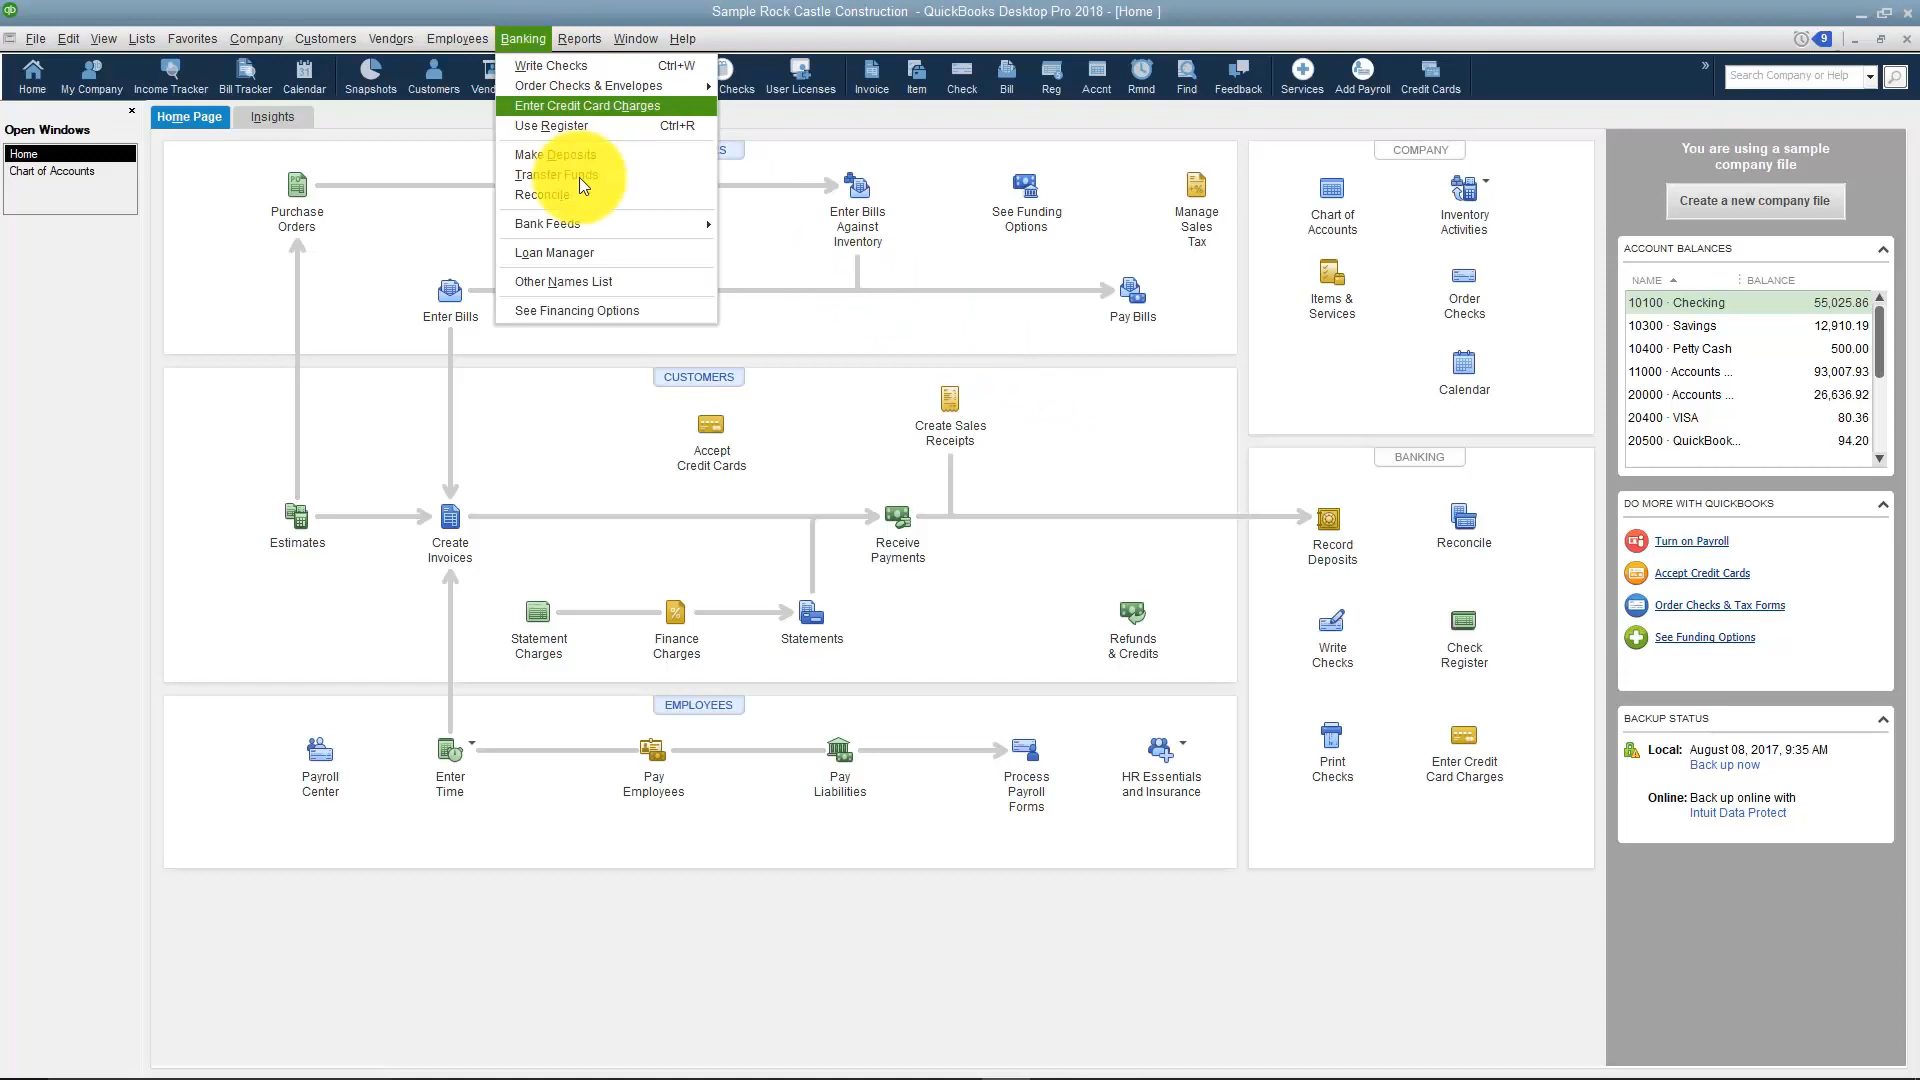 Sample Rock Castle Construction - QuickBooks Desktop Pro 2018 - [Home ]
File Edit View Lists Favorites Company Customers Vendors Employees Banking Reports Window Help
9
Home My Company Income Tracker Bill Tracker Calendar Snapshots Customers Checks User Licenses Invoice Item Check Bill Reg Accnt Rmnd Find Feedback Services Add Payroll Credit Cards
Search Company or Help
Write Checks Ctrl+W
Order Checks & Envelopes
Enter Credit Card Charges
Use Register Ctrl+R
Make Deposits
Transfer Funds
Reconcile
Bank Feeds
Loan Manager
Other Names List
See Financing Options
Open Windows
Home
Chart of Accounts
Home Page Insights
Purchase
Orders
Enter Bills
Against
Inventory
See Funding
Options
Manage
Sales
Tax
Enter Bills
Pay Bills
CUSTOMERS
Accept
Credit Cards
Create Sales
Receipts
Estimates
Create
Invoices
Receive
Payments
Statement
Charges
Finance
Charges
Statements
Refunds
& Credits
EMPLOYEES
Payroll
Center
Enter
Time
Pay
Employees
Pay
Liabilities
Process
Payroll
Forms
HR Essentials
and Insurance
COMPANY
Chart of
Accounts
Inventory
Activities
Items &
Services
Order
Checks
Calendar
BANKING
Record
Deposits
Reconcile
Write
Checks
Check
Register
Print
Checks
Enter Credit
Card Charges
You are using a sample
company file
Create a new company file
ACCOUNT BALANCES
NAME BALANCE
10100 · Checking 55,025.86
10300 · Savings 12,910.19
10400 · Petty Cash 500.00
11000 · Accounts ... 93,007.93
20000 · Accounts ... 26,636.92
20400 · VISA 80.36
20500 · QuickBook... 94.20
DO MORE WITH QUICKBOOKS
Turn on Payroll
Accept Credit Cards
Order Checks & Tax Forms
See Funding Options
BACKUP STATUS
Local: August 08, 2017, 9:35 AM
Back up now
Online: Back up online with
Intuit Data Protect